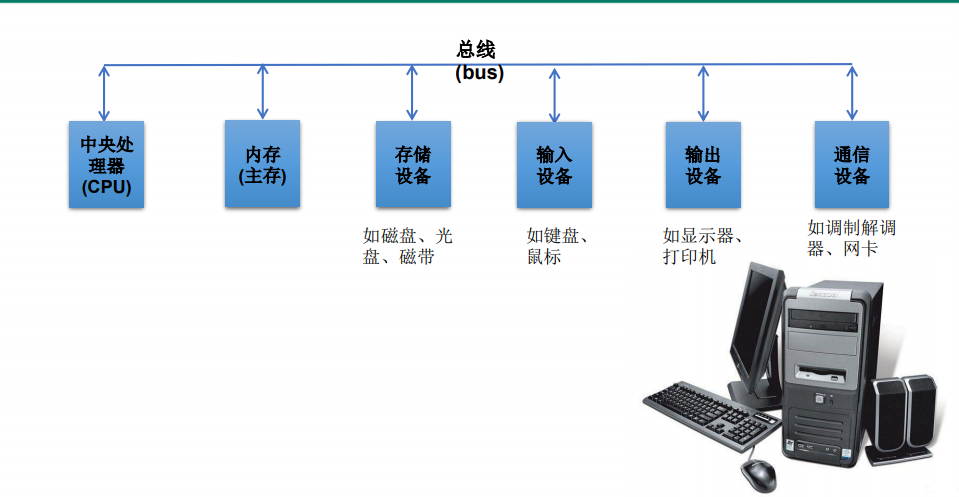 总线
(bus)
中央处
理器
(CPU)
内存
(主存)
存储
设备
输入
设备
输出
设备
通信
设备
如磁盘、光
盘、磁带
如键盘、
鼠标
如显示器、
打印机
如调制解调
器、网卡